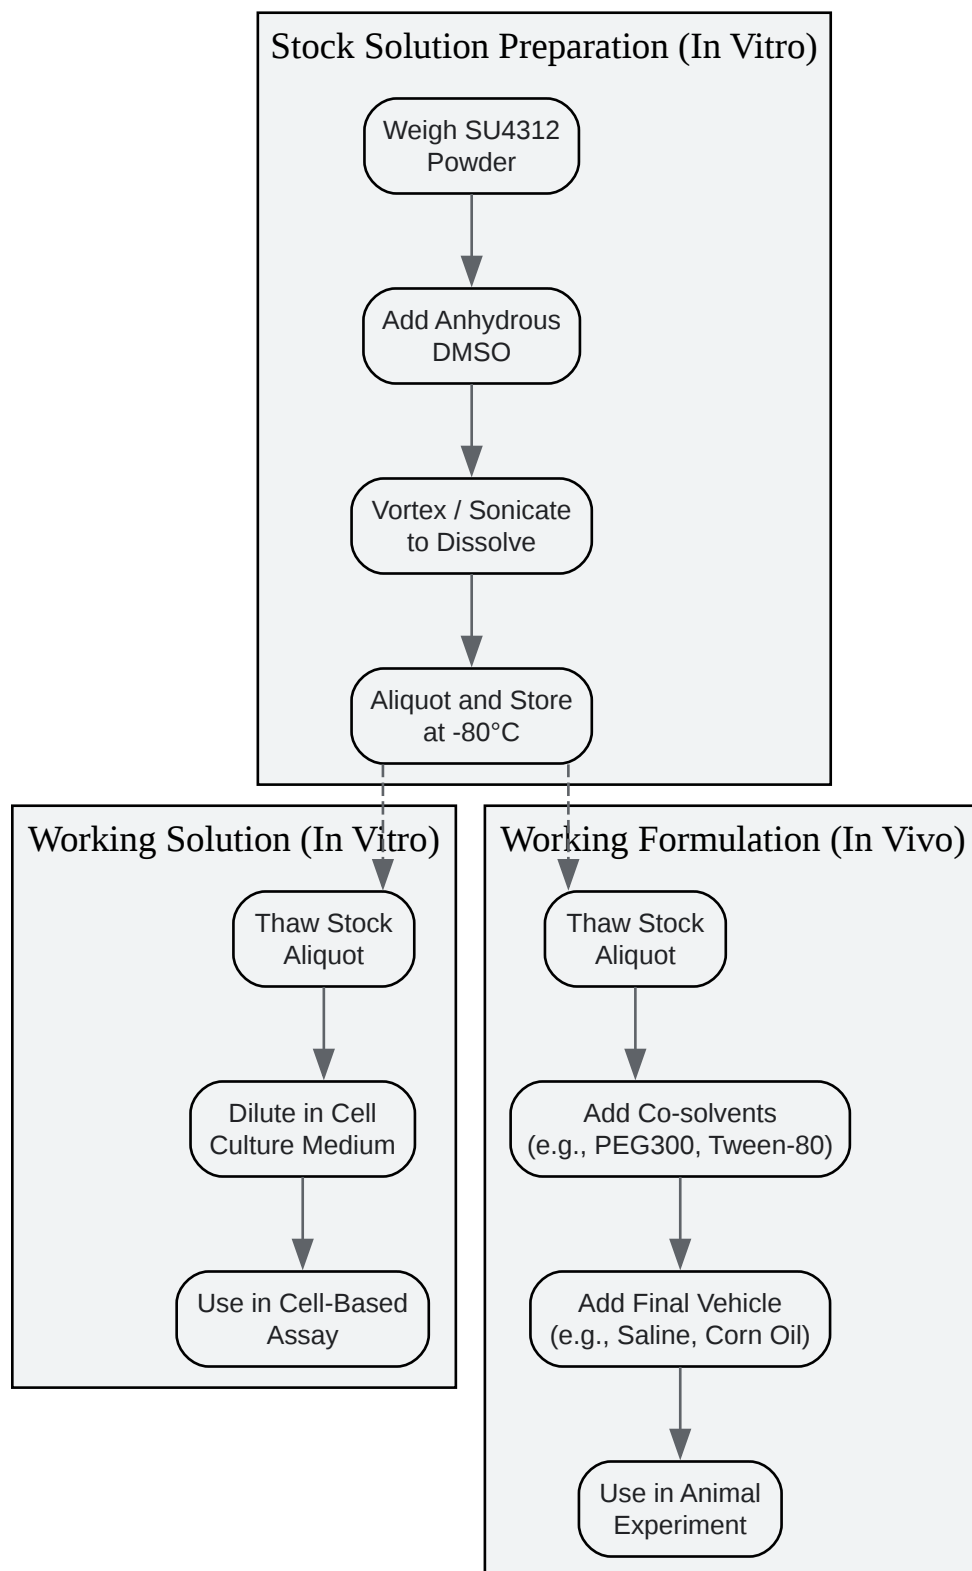 Stock Solution Preparation (In Vitro)
Weigh SU4312
Powder
Add Anhydrous
DMSO
Vortex / Sonicate
to Dissolve
Aliquot and Store
at -80°C
Working Solution (In Vitro)
Thaw Stock
Aliquot
Dilute in Cell
Culture Medium
Use in Cell-Based
Assay
Working Formulation (In Vivo)
Thaw Stock
Aliquot
Add Co-solvents
(e.g., PEG300, Tween-80)
Add Final Vehicle
(e.g., Saline, Corn Oil)
Use in Animal
Experiment